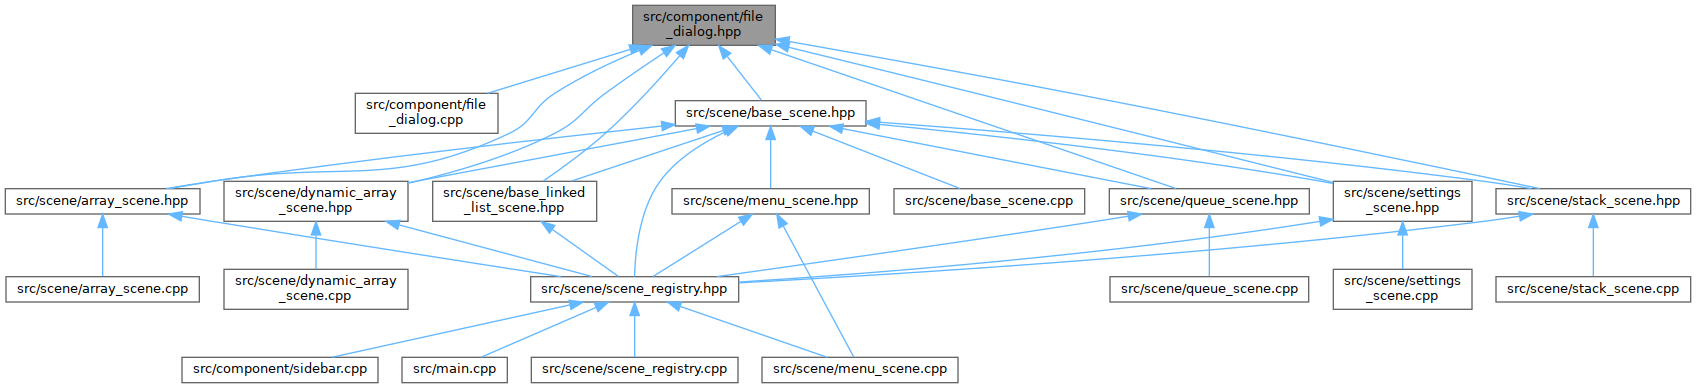 src/component/file
_dialog.hpp
src/component/file
_dialog.cpp
src/scene/base_scene.hpp
src/scene/array_scene.hpp
src/scene/dynamic_array
_scene.hpp
src/scene/base_linked
_list_scene.hpp
src/scene/menu_scene.hpp
src/scene/base_scene.cpp
src/scene/queue_scene.hpp
src/scene/settings
_scene.hpp
src/scene/stack_scene.hpp
src/scene/array_scene.cpp
src/scene/dynamic_array
_scene.cpp
src/scene/scene_registry.hpp
src/scene/queue_scene.cpp
src/scene/settings
_scene.cpp
src/scene/stack_scene.cpp
src/component/sidebar.cpp
src/main.cpp
src/scene/scene_registry.cpp
src/scene/menu_scene.cpp